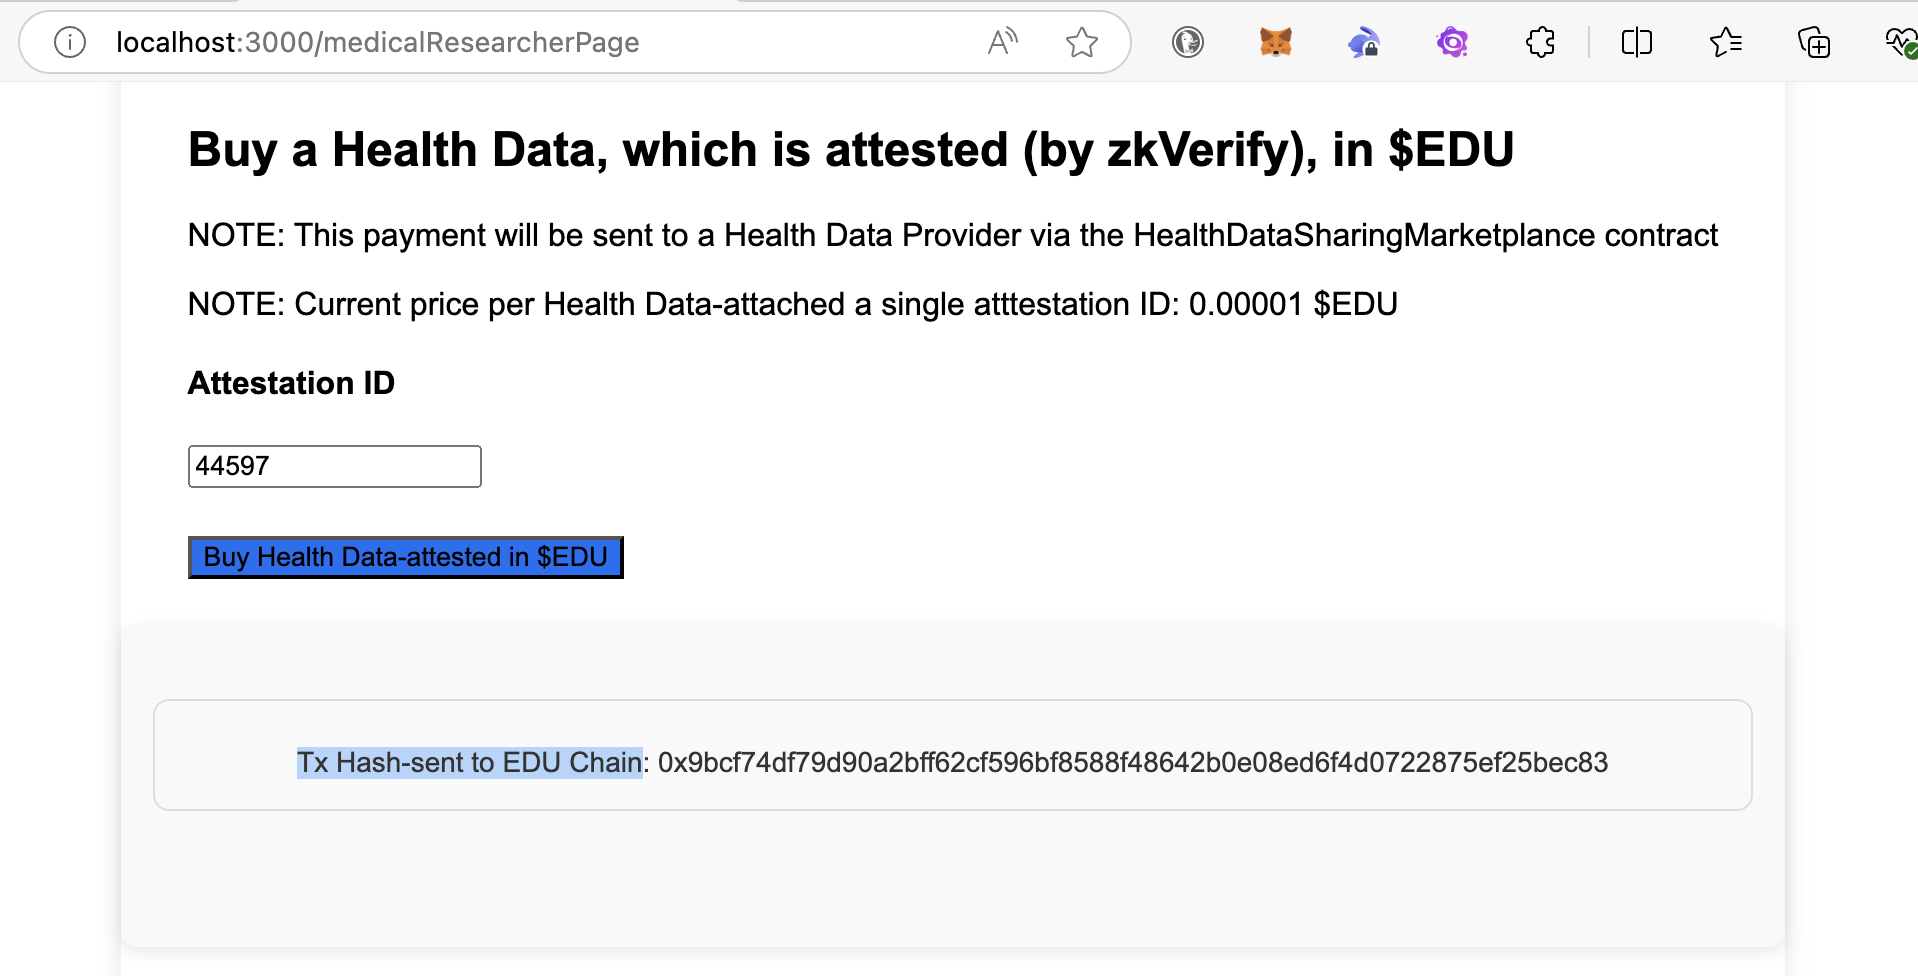 localhost:3000/medicalResearcherPage
Buy a Health Data, which is attested (by zkVerify), in $EDU
NOTE: This payment will be sent to a Health Data Provider via the HealthDataSharingMarketplance contract
NOTE: Current price per Health Data-attached a single atttestation ID: 0.00001 $EDU
Attestation ID
44597
Buy Health Data-attested in $EDU
Tx Hash-sent to EDU Chain: 0x9bcf74df79d90a2bff62cf596bf8588f48642b0e08ed6f4d0722875ef25bec83